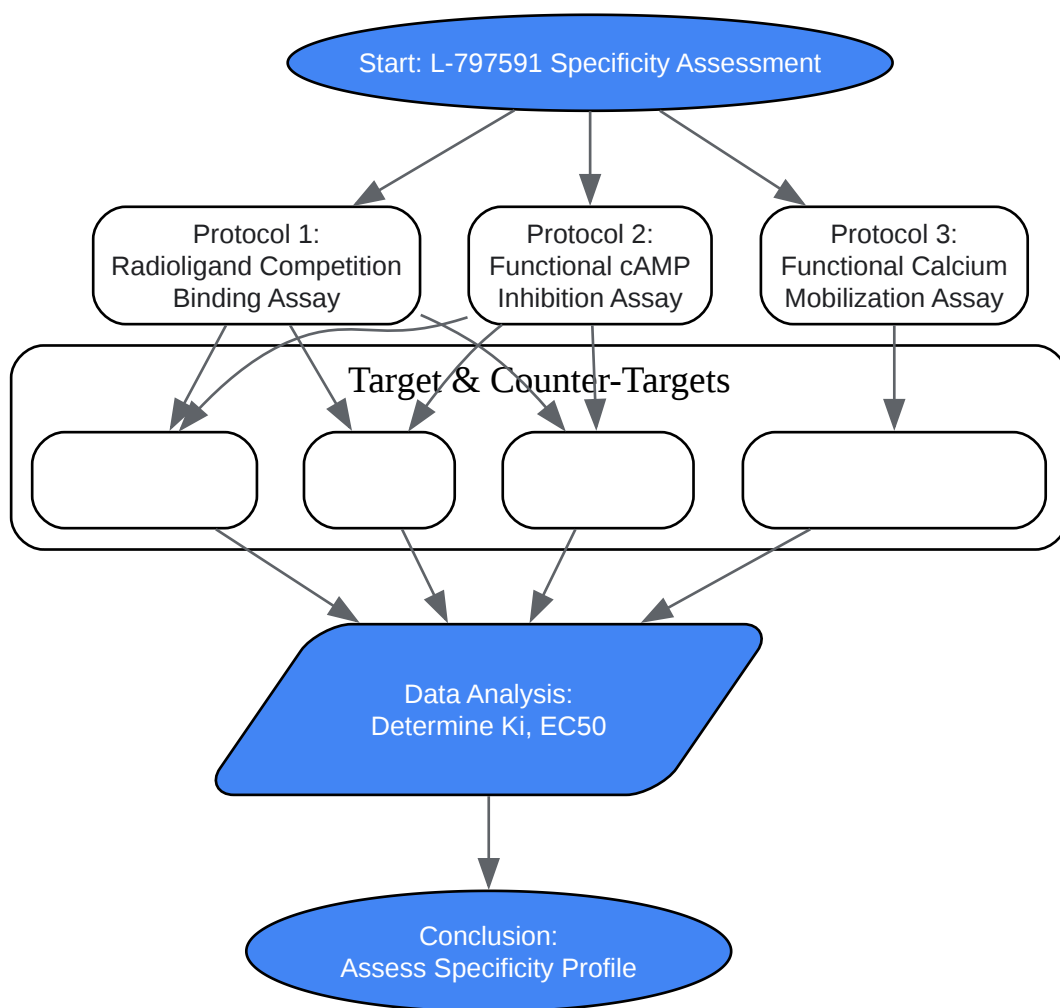 Start: L-797591 Specificity Assessment
Protocol 1:
Radioligand Competition
Binding Assay
Protocol 2:
Functional cAMP
Inhibition Assay
Protocol 3:
Functional Calcium
Mobilization Assay
Target & Counter-Targets
Data Analysis:
Determine Ki, EC50
Conclusion:
Assess Specificity Profile